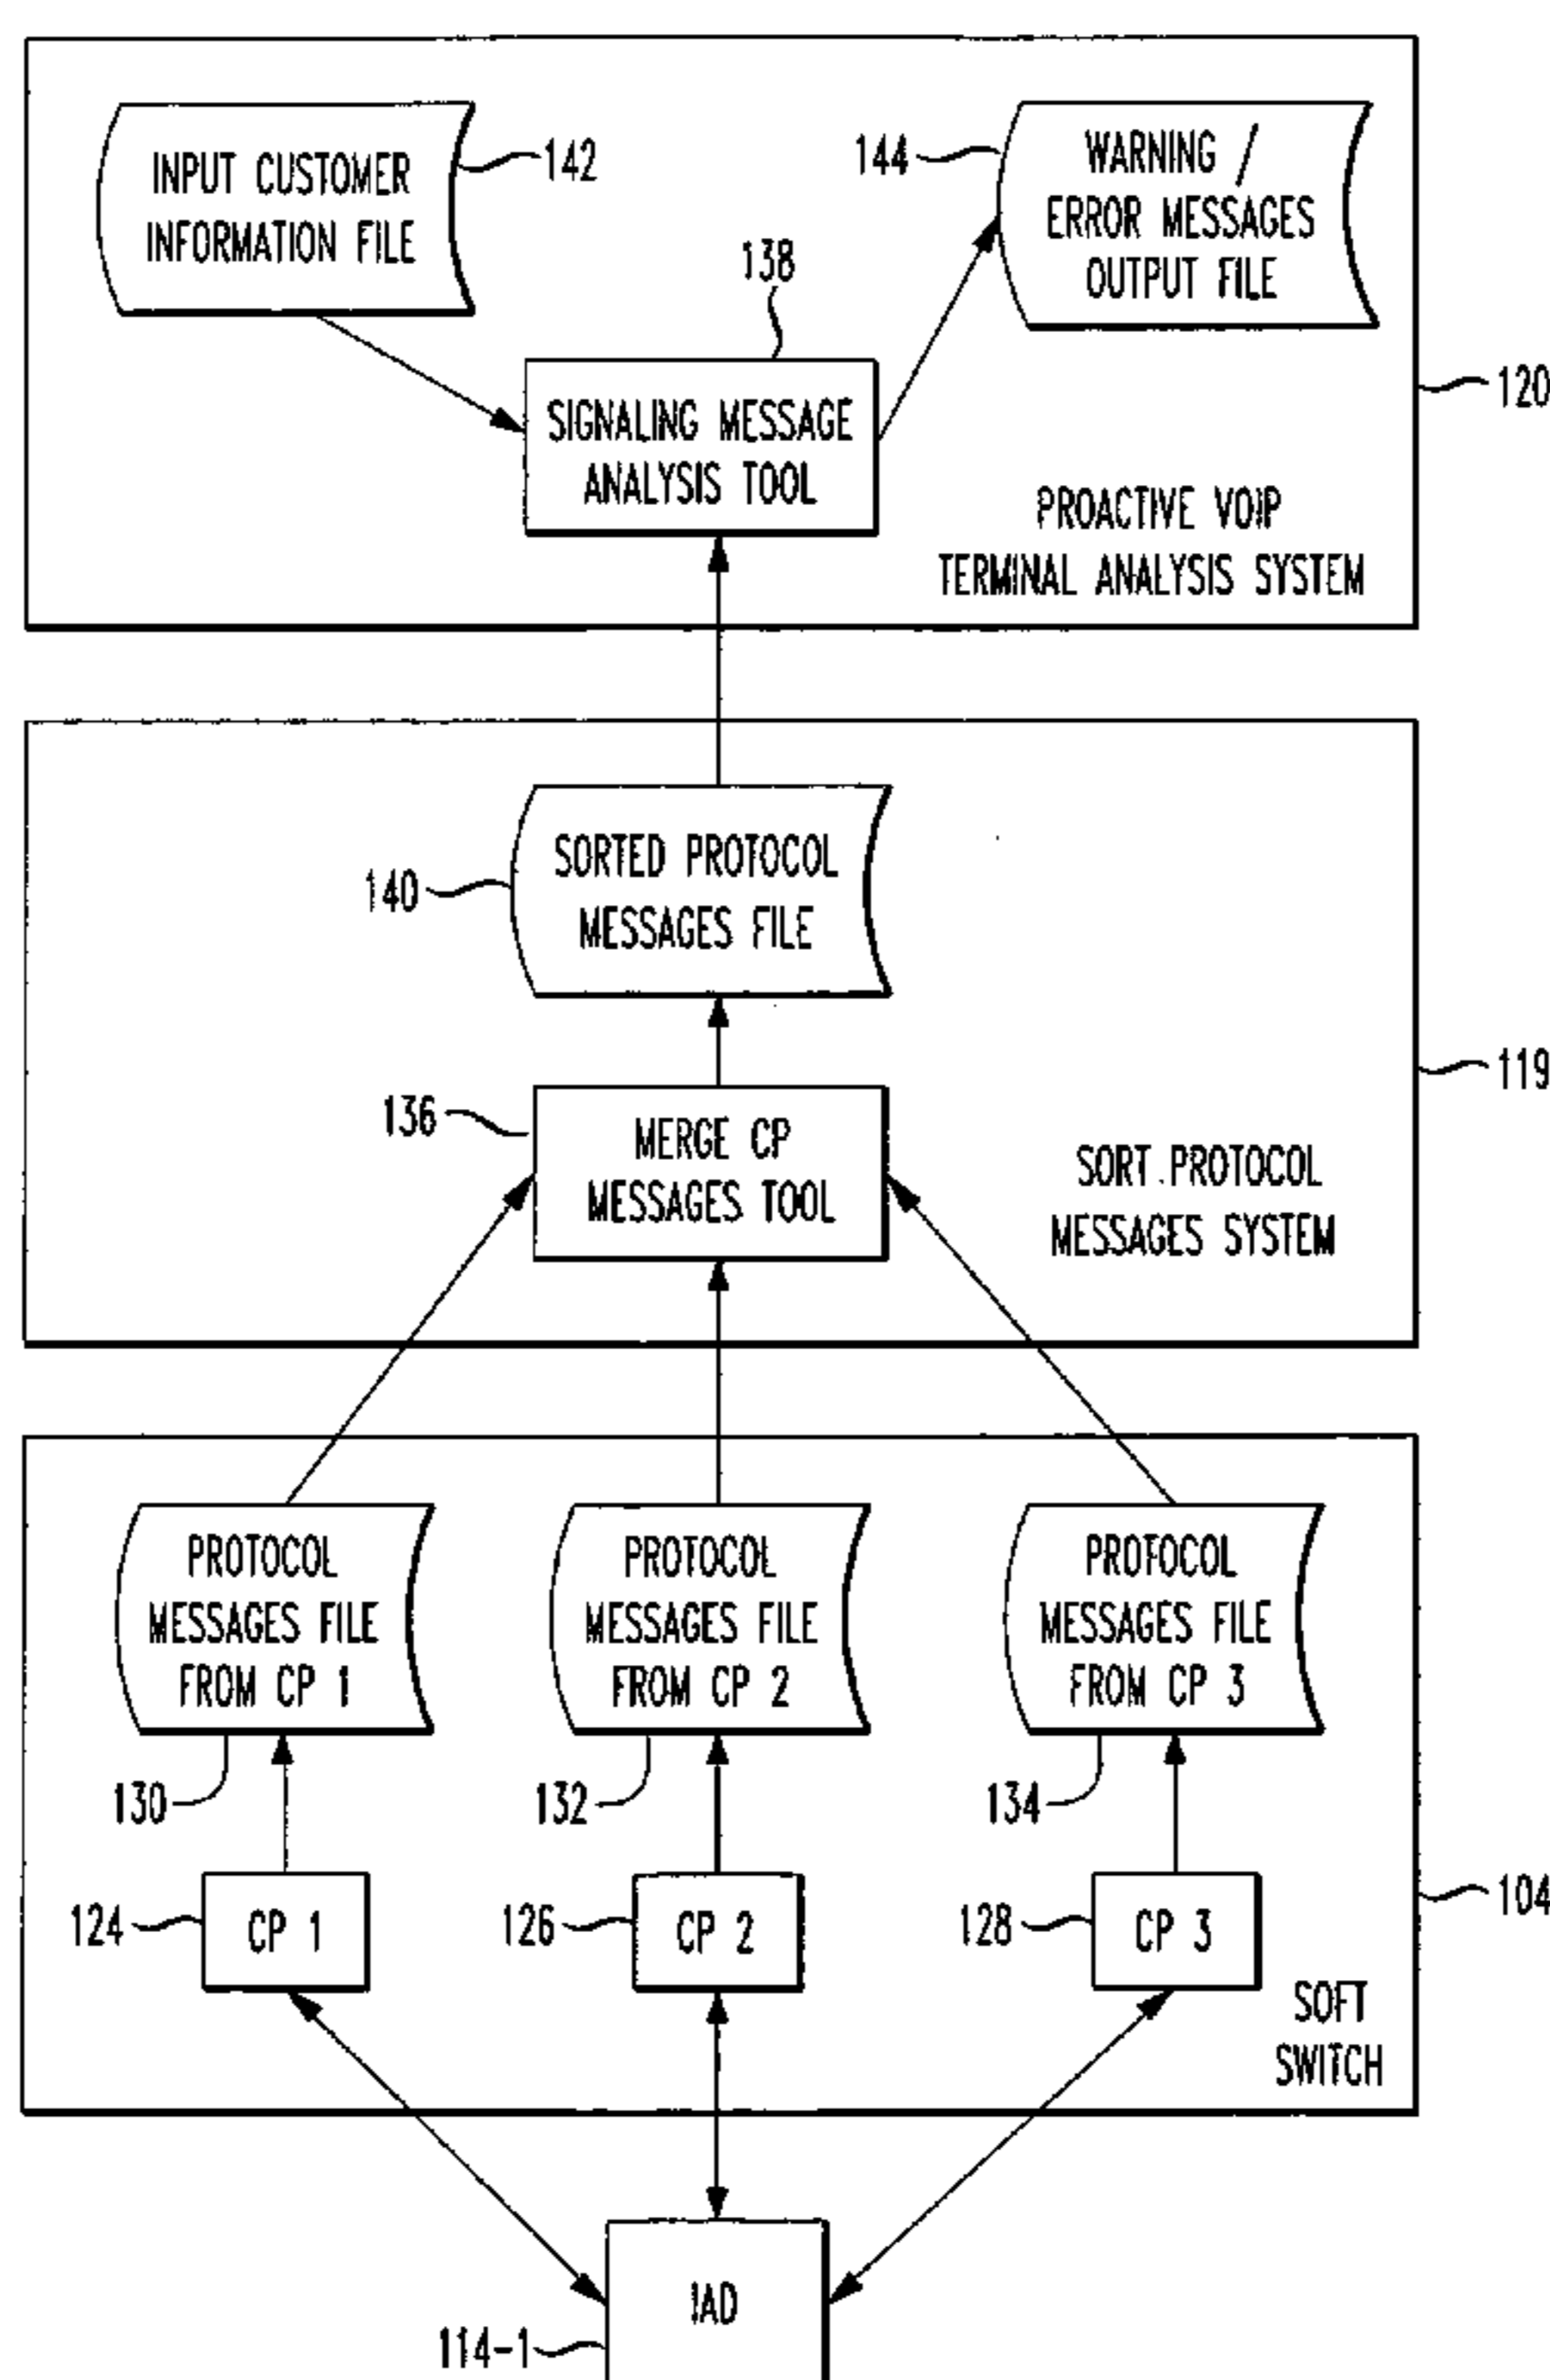 INPUT CUSTOMER
INFORMATION FILE
142
144
WARNING /
ERROR MESSAGES
OUTPUT FILE
138
SIGNALING MESSAGE
ANALYSIS TOOL
120
PROACTIVE VOIP
TERMINAL ANALYSIS SYSTEM
SORTED PROTOCOL
MESSAGES FILE
140
119
136
MERGE CP
MESSAGES TOOL
SORT PROTOCOL
MESSAGES SYSTEM
PROTOCOL
MESSAGES FILE
FROM CP 1
PROTOCOL
MESSAGES FILE
FROM CP 2
PROTOCOL
MESSAGES FILE
FROM CP 3
130
132
134
124
CP 1
126
CP 2
128
CP 3
104
SOFT
SWITCH
IAD
114-1